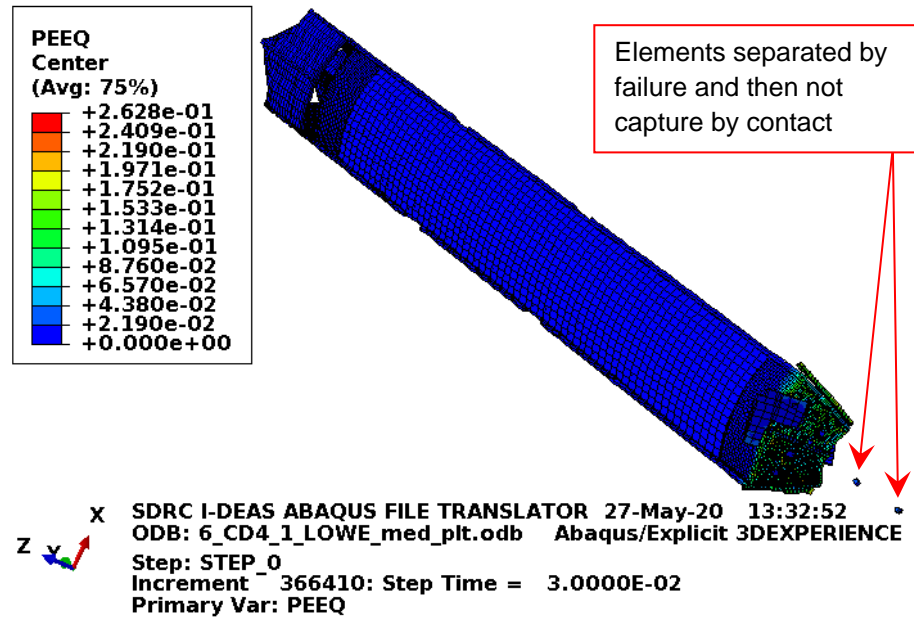 PEEQ
Center
(Avg: 75%)
+2.628e-01
+2.409e-01
+2.190e-01
+1.971e-01
+1.752e-01
+1.533e-01
+1.314e-01
+1.095e-01
+8.760e-02
+6.570e-02
+4.380e-02
+2.190e-02
+0.000e+00
Elements separated by
failure and then not
capture by contact
X
Z
Y
SDRC I-DEAS ABAQUS FILE TRANSLATOR 27-May-20 13:32:52
ODB: 6_CD4_1_LOWE_med_plt.odb Abaqus/Explicit 3DEXPERIENCE
Step: STEP_0
Increment 366410: Step Time = 3.0000E-02
Primary Var: PEEQ